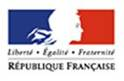 Liberté • Égalité • Fraternité
RÉPUBLIQUE FRANÇAISE